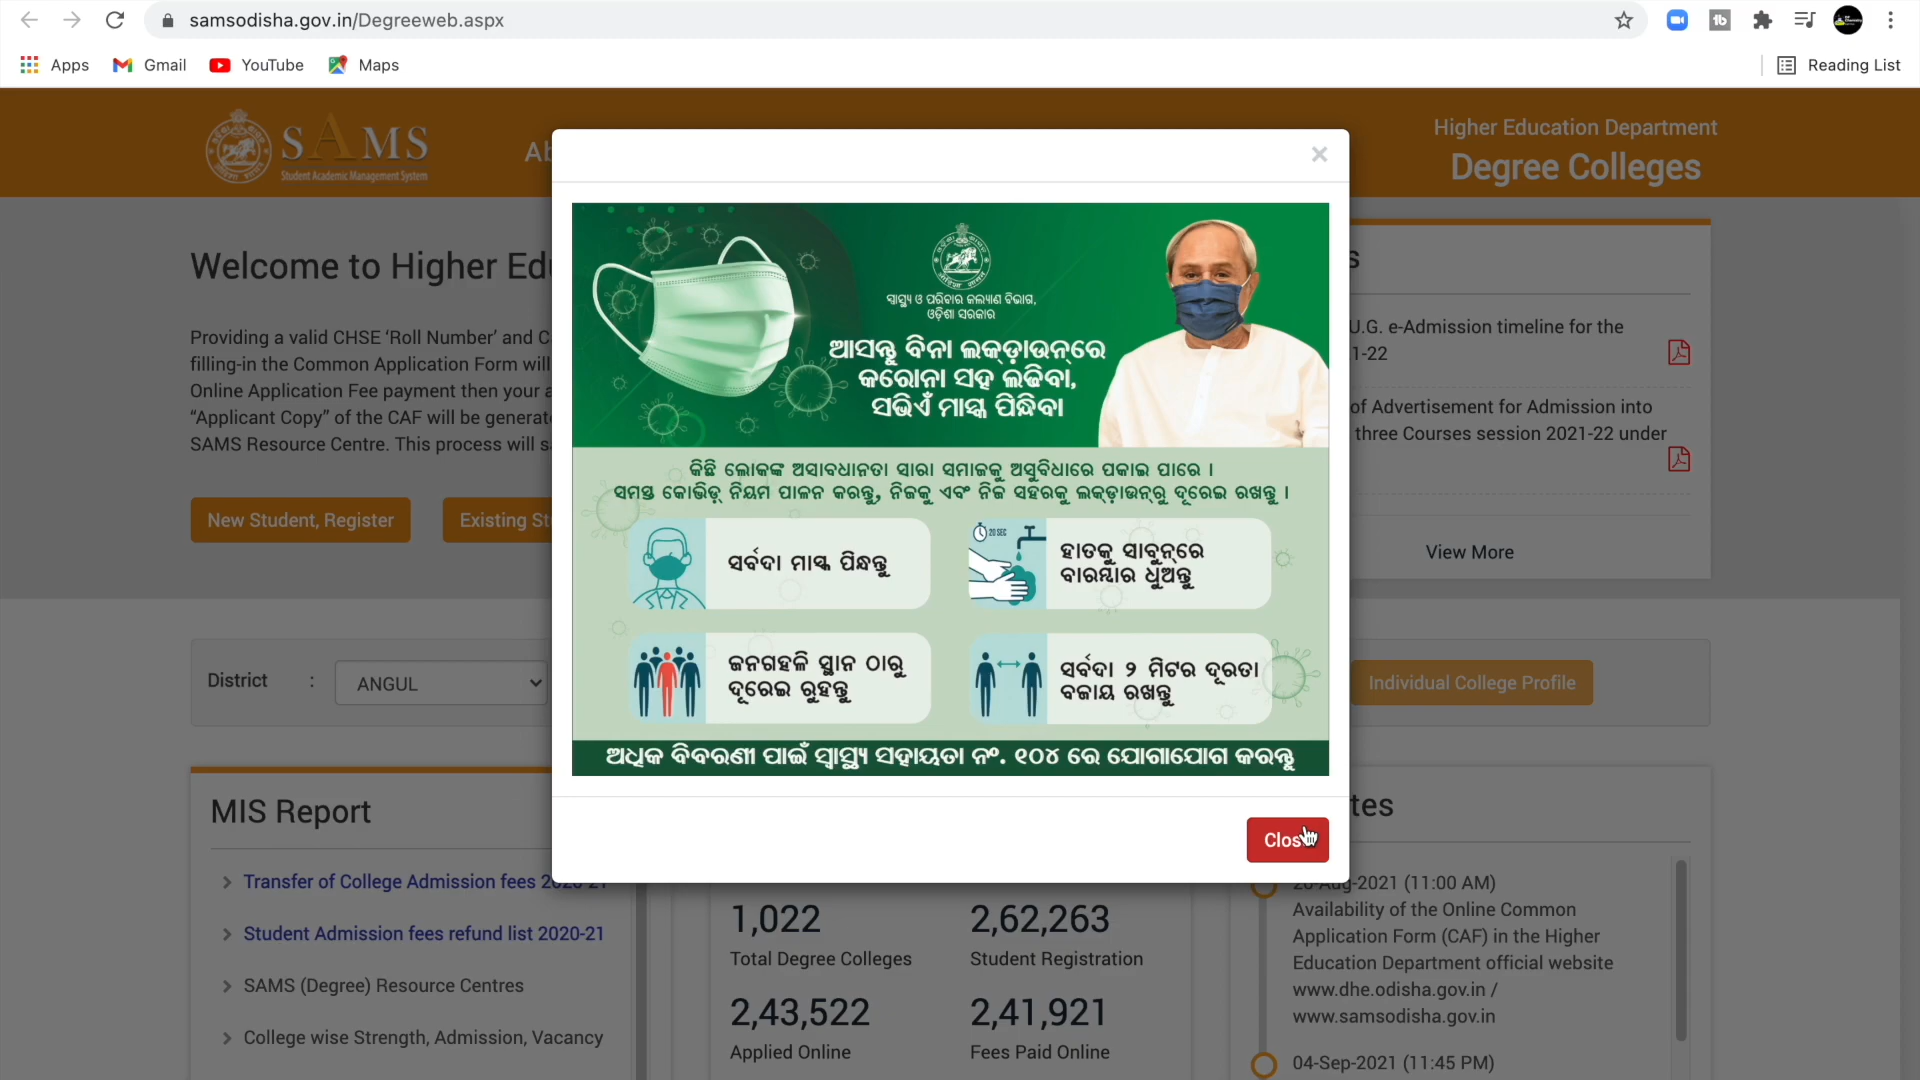 samsodisha.gov.in/Degreeweb.aspx
Apps
Gmail
YouTube
Maps
Reading List
SAMS
Student Academic Management System
Ab
Higher Education Department
Degree Colleges
×
Welcome to Higher Edu
Providing a valid CHSE ‘Roll Number’ and C
filling-in the Common Application Form will
Online Application Fee payment then your a
“Applicant Copy” of the CAF will be generate
SAMS Resource Centre. This process will s
New Student, Register
Existing St
ସ୍ୱାସ୍ଥ୍ୟ ଓ ପରିବାର କଲ୍ୟାଣ ବିଭାଗ,
ଓଡ଼ିଶା ସରକାର
ଆସନ୍ତୁ ବିନା ଲକ୍‌ଡ଼ାଉନ୍‌ରେ
କରୋନା ସହ ଲଢିବା,
ସଭିଏଁ ମାସ୍କ ପିନ୍ଧିବା
କିଛି ଲୋକଙ୍କ ଅସାବଧାନତା ସାରା ସମାଜକୁ ଅସୁବିଧାରେ ପକାଇ ପାରେ ।
ସମସ୍ତ କୋଭିଡ୍ ନିୟମ ପାଳନ କରନ୍ତୁ, ନିଜକୁ ଏବଂ ନିଜ ସହରକୁ ଲକ୍‌ଡ଼ାଉନ୍‌ରୁ ଦୂରେଇ ରଖନ୍ତୁ ।
ସର୍ବଦା ମାସ୍କ ପିନ୍ଧନ୍ତୁ
20 SEC
ହାତକୁ ସାବୁନ୍‌ରେ
ବାରମ୍ବାର ଧୁଅନ୍ତୁ
ଜନଗହଳି ସ୍ଥାନ ଠାରୁ
ଦୂରେଇ ରୁହନ୍ତୁ
ସର୍ବଦା ୨ ମିଟର ଦୂରତା
ବଜାୟ ରଖନ୍ତୁ
ଅଧିକ ବିବରଣୀ ପାଇଁ ସ୍ୱାସ୍ଥ୍ୟ ସହାୟତା ନଂ. ୧୦୪ ରେ ଯୋଗାଯୋଗ କରନ୍ତୁ
Clos
s
U.G. e-Admission timeline for the
1-22
of Advertisement for Admission into
three Courses session 2021-22 under
View More
District :
ANGUL
Individual College Profile
MIS Report
Transfer of College Admission fees 2020-21
Student Admission fees refund list 2020-21
SAMS (Degree) Resource Centres
College wise Strength, Admission, Vacancy
1,022
Total Degree Colleges
2,62,263
Student Registration
2,43,522
Applied Online
2,41,921
Fees Paid Online
tes
-Aug-2021 (11:00 AM)
Availability of the Online Common
Application Form (CAF) in the Higher
Education Department official website
www.dhe.odisha.gov.in /
www.samsodisha.gov.in
04-Sep-2021 (11:45 PM)